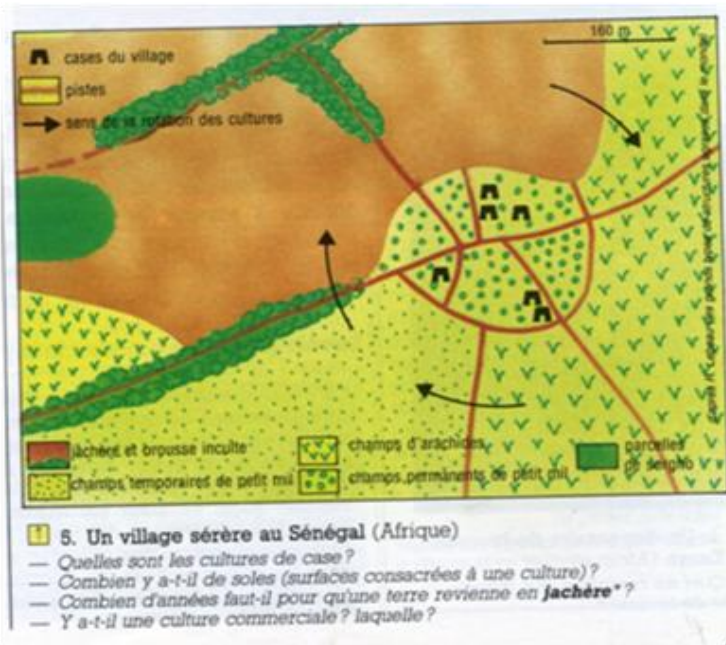 160 m
cases du village
pistes
sens de la rotation des cultures
jachère et brousse inculte
champs d'arachides
parcelles de sorgho
champs temporaires de petit mil
champs permanents de petit mil
5. Un village sérère au Sénégal (Afrique)
— Quelles sont les cultures de case ?
— Combien y a-t-il de soles (surfaces consacrées à une culture) ?
— Combien d'années faut-il pour qu'une terre revienne en jachère* ?
— Y a-t-il une culture commerciale ? laquelle ?